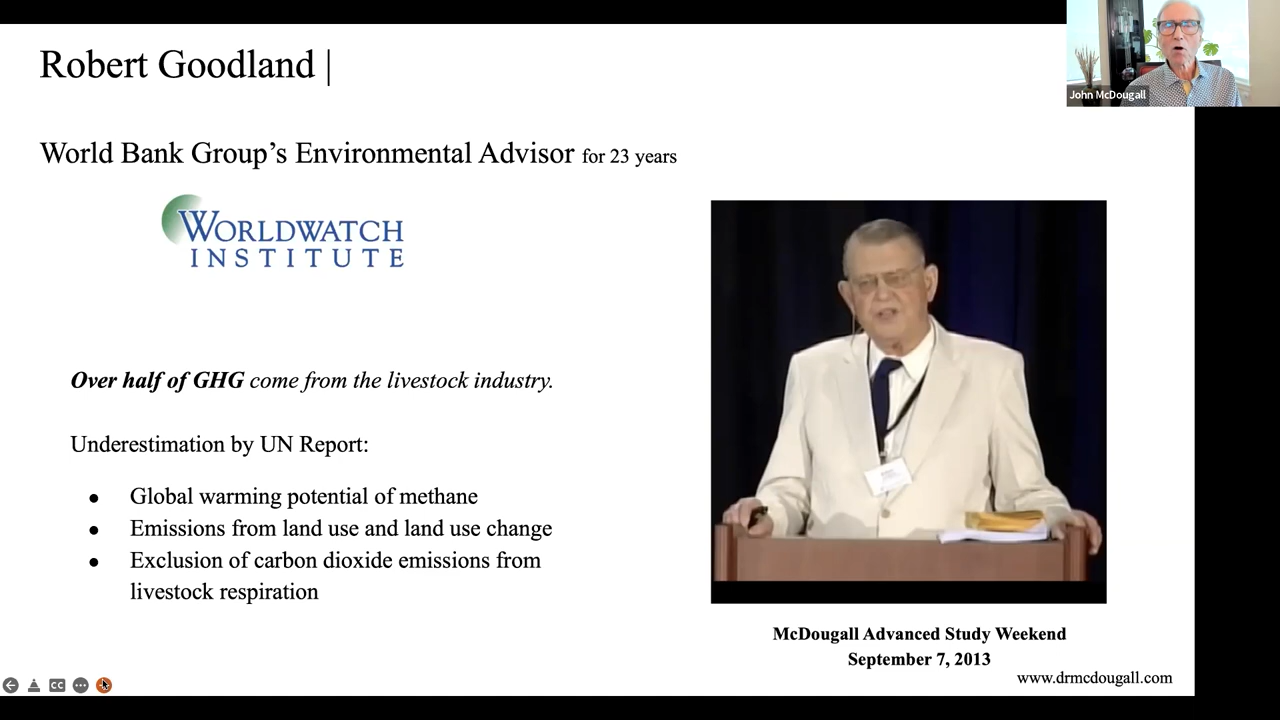 Robert Goodland |
John McDougall
World Bank Group's Environmental Advisor for 23 years
WORLDWATCH
INSTITUTE
Over half of GHG come from the livestock industry.
Underestimation by UN Report:
● Global warming potential of methane
● Emissions from land use and land use change
● Exclusion of carbon dioxide emissions from
livestock respiration
McDougall Advanced Study Weekend
September 7, 2013
www.drmcdougall.com
CC